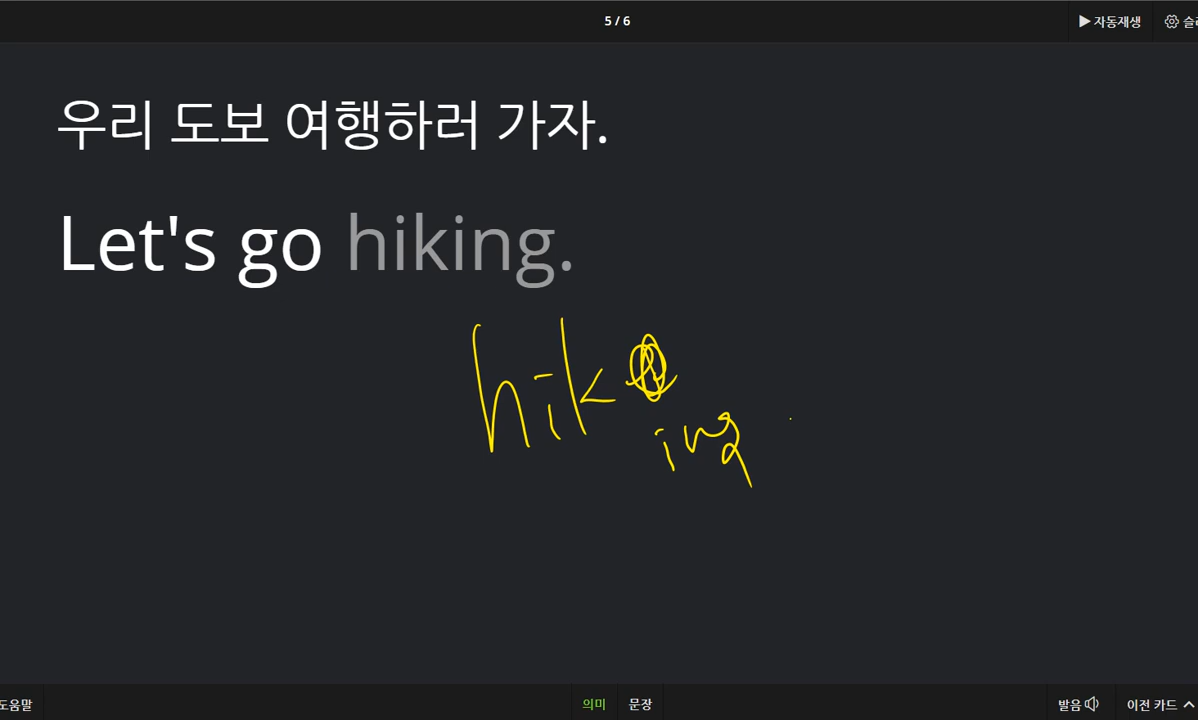 5 / 6
▶ 자동재생
우리 도보 여행하러 가자.
Let's go hiking.
hik
ing
도움말
의미
문장
발음
이전 카드